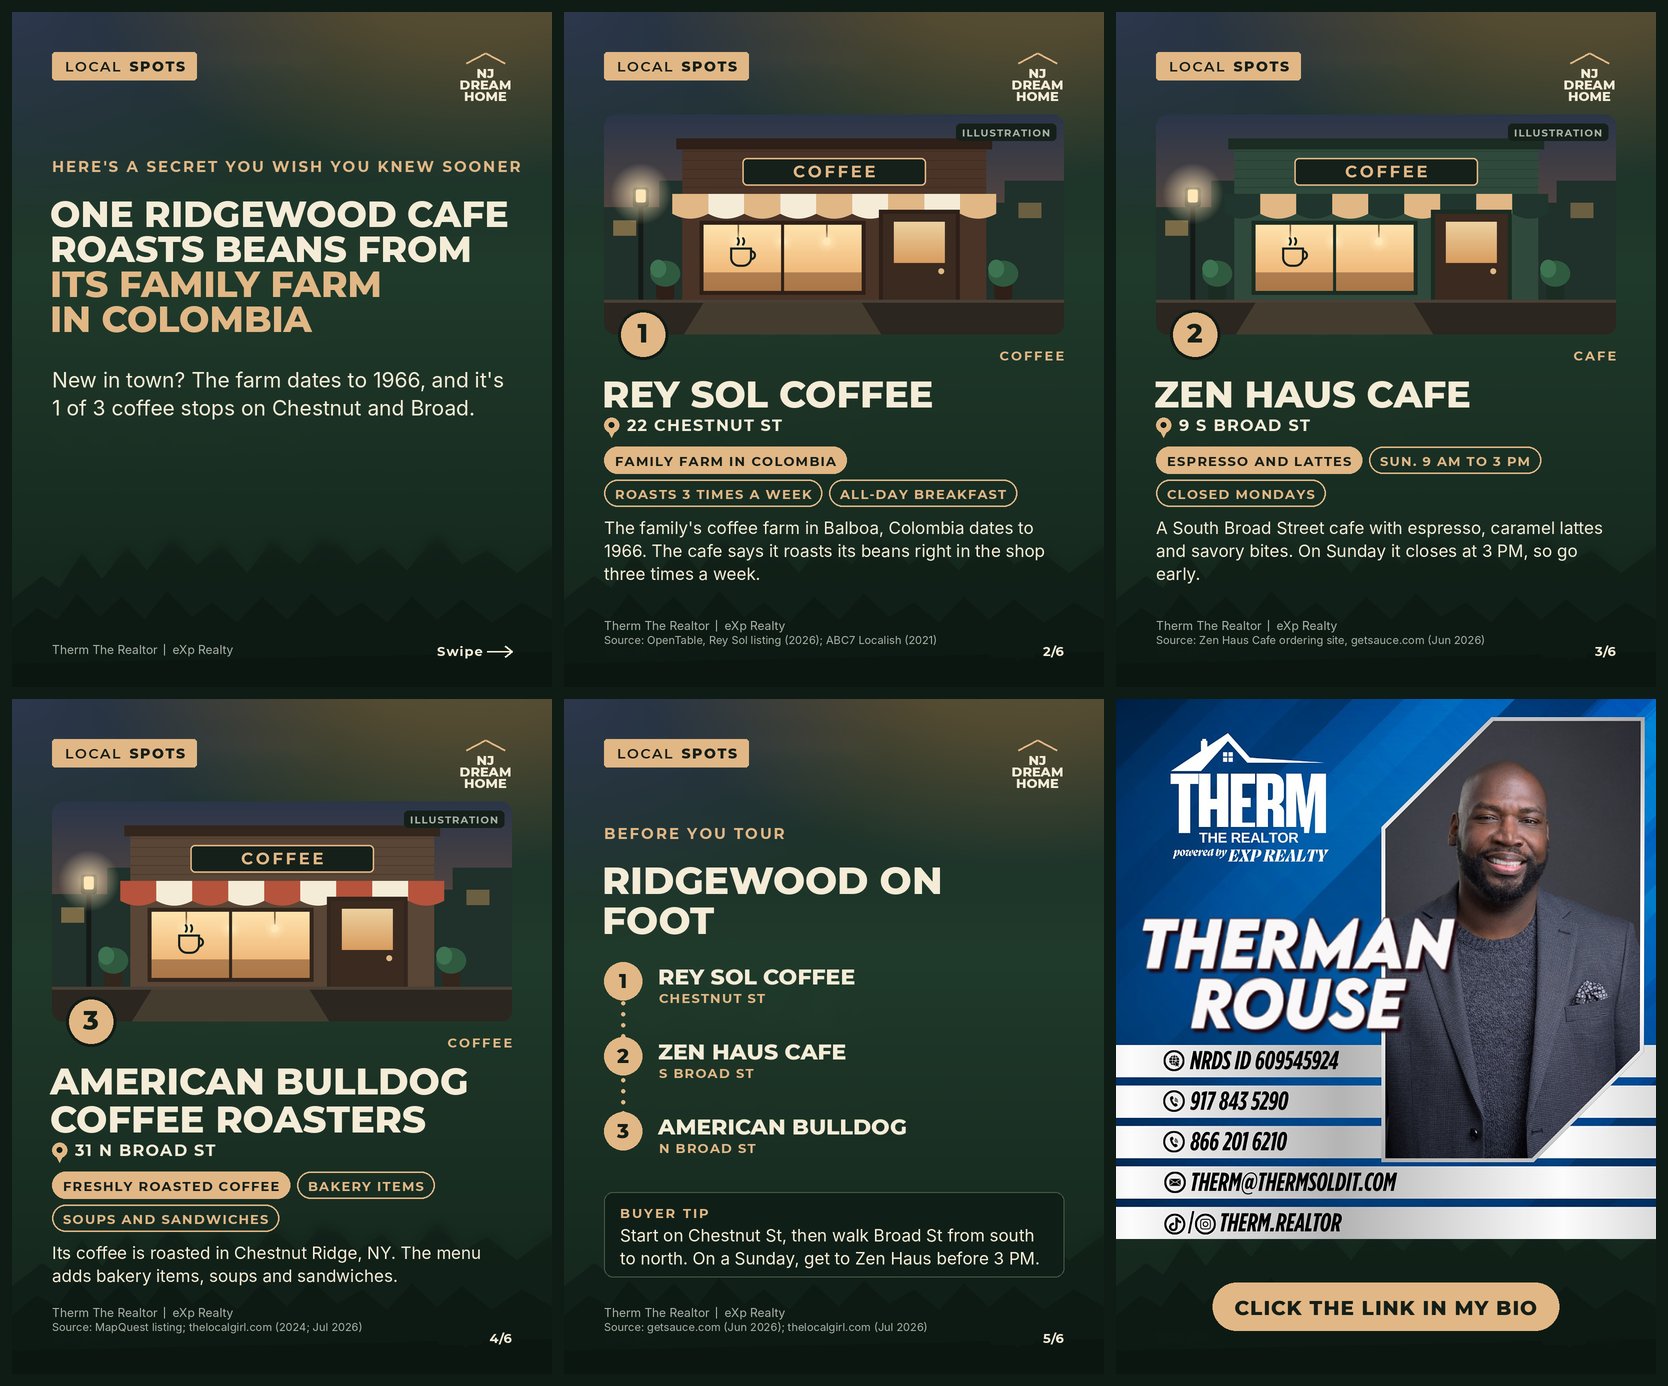 LOCAL SPOTS
NJ
DREAM
HOME
HERE'S A SECRET YOU WISH YOU KNEW SOONER
ONE RIDGEWOOD CAFE
ROASTS BEANS FROM
ITS FAMILY FARM
IN COLOMBIA
New in town? The farm dates to 1966, and it's
1 of 3 coffee stops on Chestnut and Broad.
Therm The Realtor | eXp Realty
Swipe
LOCAL SPOTS
NJ
DREAM
HOME
ILLUSTRATION
COFFEE
1
COFFEE
REY SOL COFFEE
22 CHESTNUT ST
FAMILY FARM IN COLOMBIA
ROASTS 3 TIMES A WEEK
ALL-DAY BREAKFAST
The family's coffee farm in Balboa, Colombia dates to
1966. The cafe says it roasts its beans right in the shop
three times a week.
Therm The Realtor | eXp Realty
Source: OpenTable, Rey Sol listing (2026); ABC7 Localish (2021)
2/6
LOCAL SPOTS
NJ
DREAM
HOME
ILLUSTRATION
COFFEE
2
CAFE
ZEN HAUS CAFE
9 S BROAD ST
ESPRESSO AND LATTES
SUN. 9 AM TO 3 PM
CLOSED MONDAYS
A South Broad Street cafe with espresso, caramel lattes
and savory bites. On Sunday it closes at 3 PM, so go
early.
Therm The Realtor | eXp Realty
Source: Zen Haus Cafe ordering site, getsauce.com (Jun 2026)
3/6
LOCAL SPOTS
NJ
DREAM
HOME
ILLUSTRATION
COFFEE
3
COFFEE
AMERICAN BULLDOG
COFFEE ROASTERS
31 N BROAD ST
FRESHLY ROASTED COFFEE
BAKERY ITEMS
SOUPS AND SANDWICHES
Its coffee is roasted in Chestnut Ridge, NY. The menu
adds bakery items, soups and sandwiches.
Therm The Realtor | eXp Realty
Source: MapQuest listing; thelocalgirl.com (2024; Jul 2026)
4/6
LOCAL SPOTS
NJ
DREAM
HOME
BEFORE YOU TOUR
RIDGEWOOD ON
FOOT
1
REY SOL COFFEE
CHESTNUT ST
2
ZEN HAUS CAFE
S BROAD ST
3
AMERICAN BULLDOG
N BROAD ST
BUYER TIP
Start on Chestnut St, then walk Broad St from south
to north. On a Sunday, get to Zen Haus before 3 PM.
Therm The Realtor | eXp Realty
Source: getsauce.com (Jun 2026); thelocalgirl.com (Jul 2026)
5/6
THERM
THE REALTOR
powered by EXP REALTY
THERMAN
ROUSE
NRDS ID 609545924
917 843 5290
866 201 6210
THERM@THERMSOLDIT.COM
/ THERM.REALTOR
CLICK THE LINK IN MY BIO